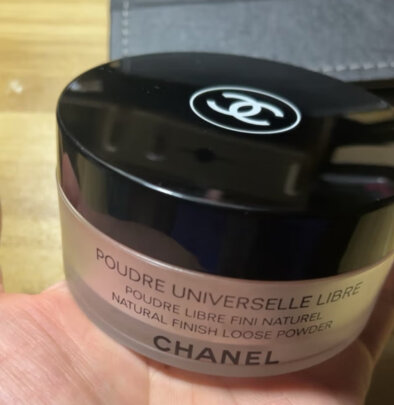 POUDRE UNIVERSELLE LIBRE
POUDRE LIBRE FINI NATUREL
NATURAL FINISH LOOSE POWDER
CHANEL